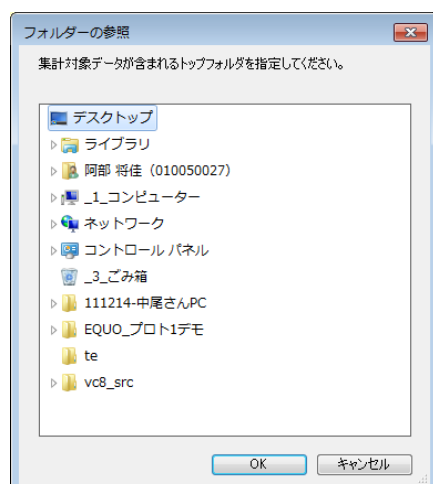 フォルダーの参照
集計対象データが含まれるトップフォルダを指定してください。
デスクトップ
ライブラリ
阿部 将佳（010050027）
_1_コンピューター
ネットワーク
コントロール パネル
_3_ごみ箱
111214-中尾さんPC
EQUO_プロト1デモ
te
vc8_src
OK
キャンセル